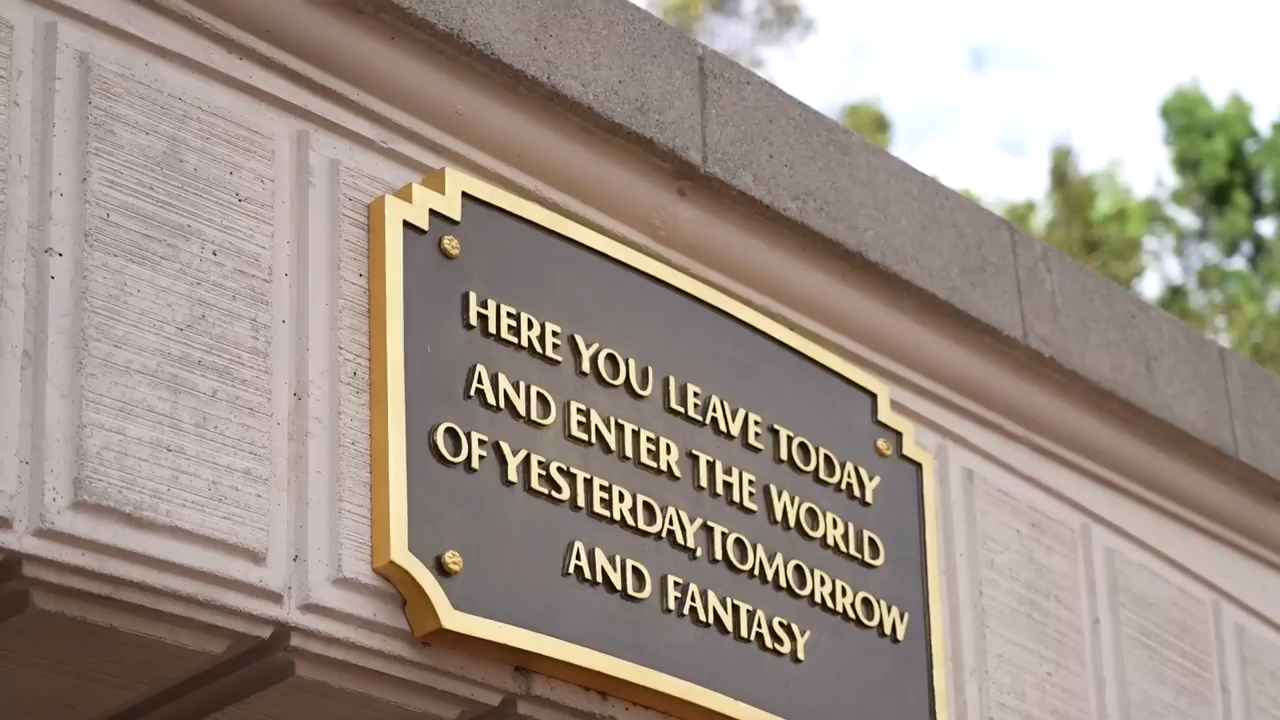 HERE YOU LEAVE TODAY
AND ENTER THE WORLD
OF YESTERDAY, TOMORROW
AND FANTASY